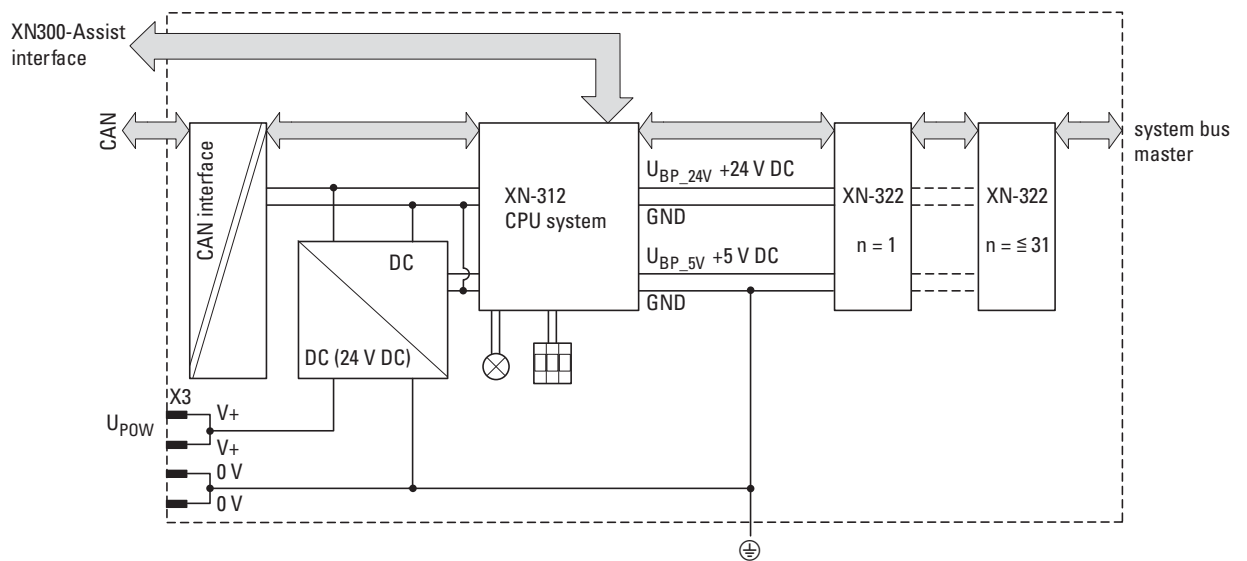 XN300-Assist
interface
CAN
CAN interface
XN-312
CPU system
U_BP_24V +24 V DC
GND
U_BP_5V +5 V DC
GND
XN-322
n = 1
XN-322
n = ≦ 31
system bus
master
DC
DC (24 V DC)
X3
U_POW
V+
V+
0 V
0 V